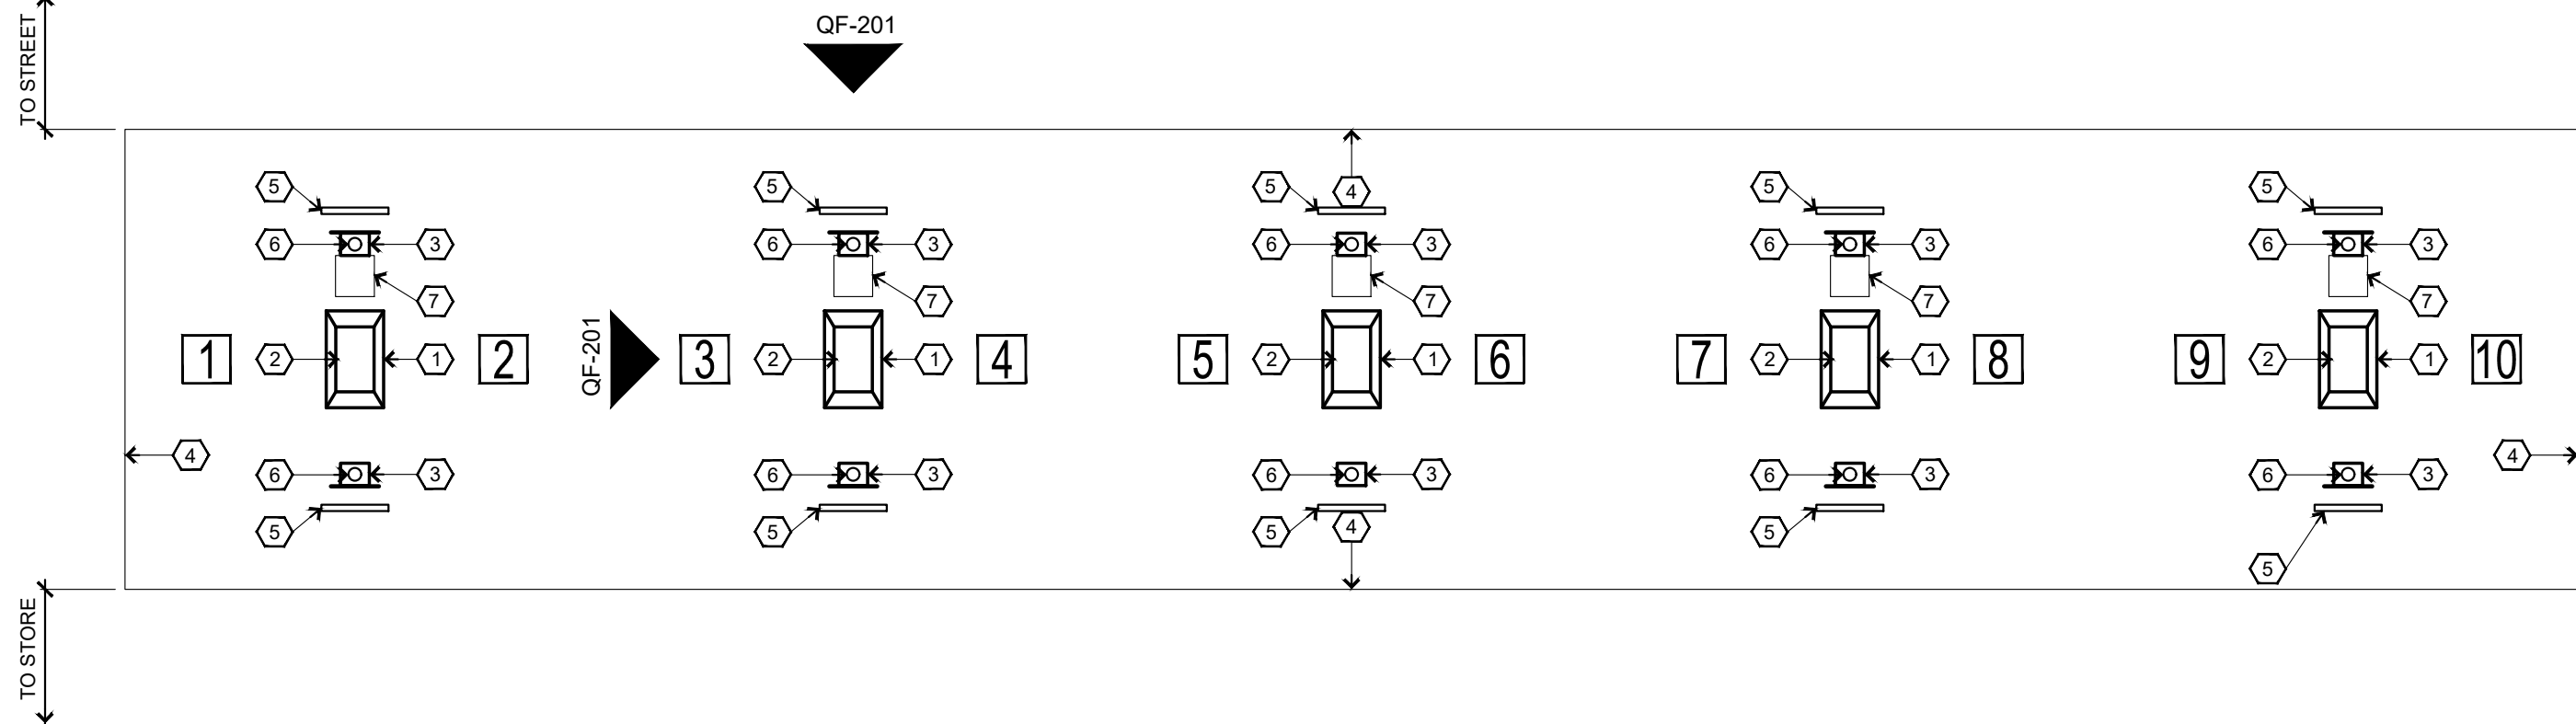 TO STREET
QF-201
5 5 5 4 5 5
6 3 6 3 6 3 6 3 6 3
7 7 7 7 7
1 2 1 2 QF-201 3 2 1 4 5 2 1 6 7 2 1 8 9 2 1 10
4 4
6 3 6 3 6 3 6 3 6 3
5 5 5 4 5
5
TO STORE